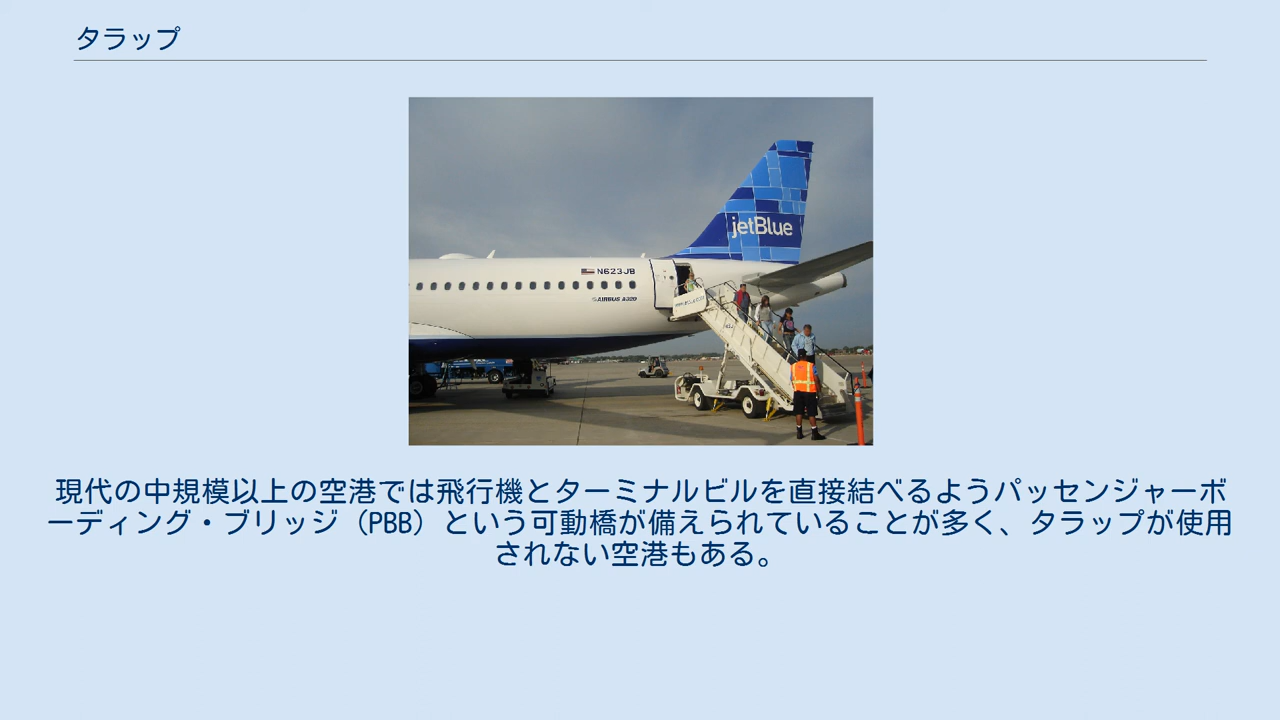 タラップ
jetBlue
N623JB
AIRBUS A320
現代の中規模以上の空港では飛行機とターミナルビルを直接結べるようパッセンジャーボ
ーディング・ブリッジ（PBB）という可動橋が備えられていることが多く、タラップが使用
されない空港もある。